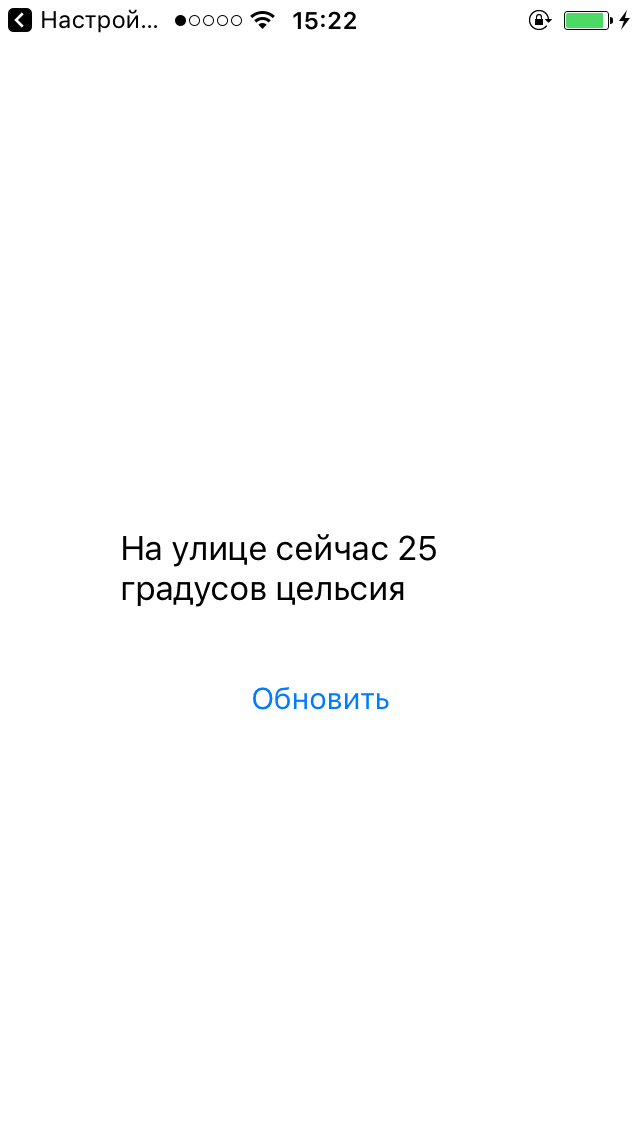 Настрой... 15:22
На улице сейчас 25
градусов цельсия
Обновить